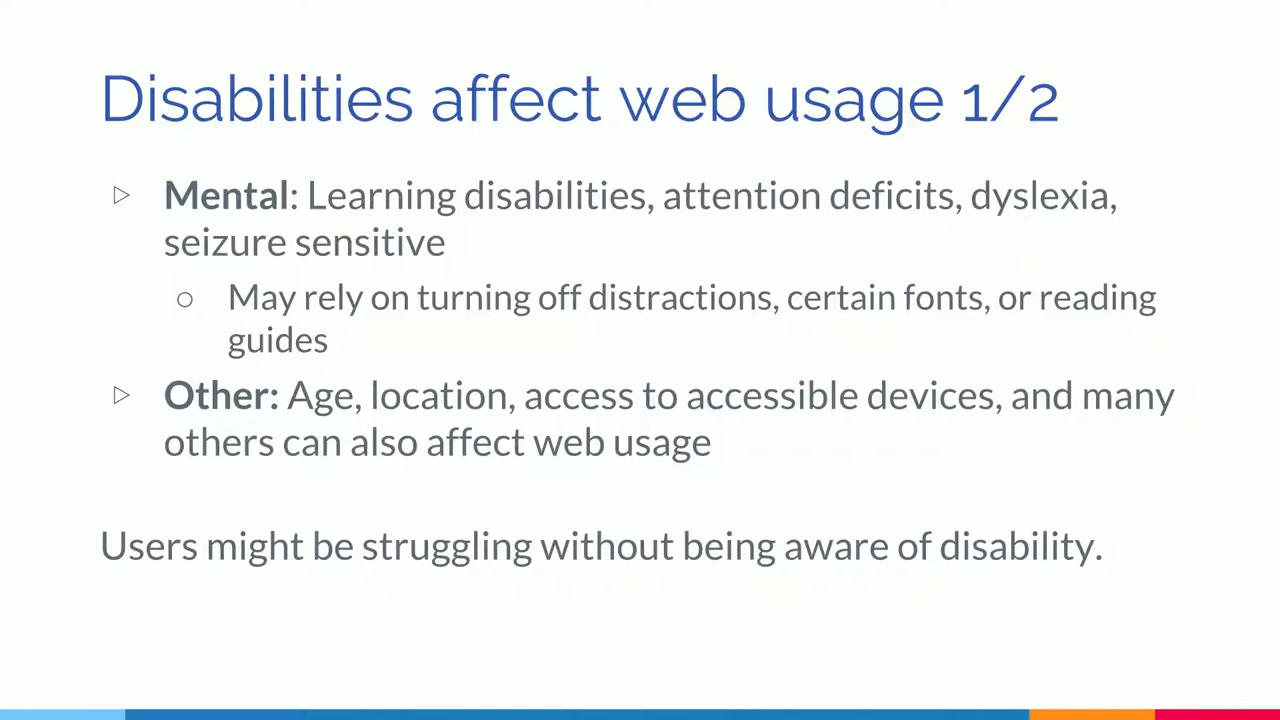 Disabilities affect web usage 1/2
▷ Mental: Learning disabilities, attention deficits, dyslexia,
seizure sensitive
○ May rely on turning off distractions, certain fonts, or reading
guides
▷ Other: Age, location, access to accessible devices, and many
others can also affect web usage
Users might be struggling without being aware of disability.